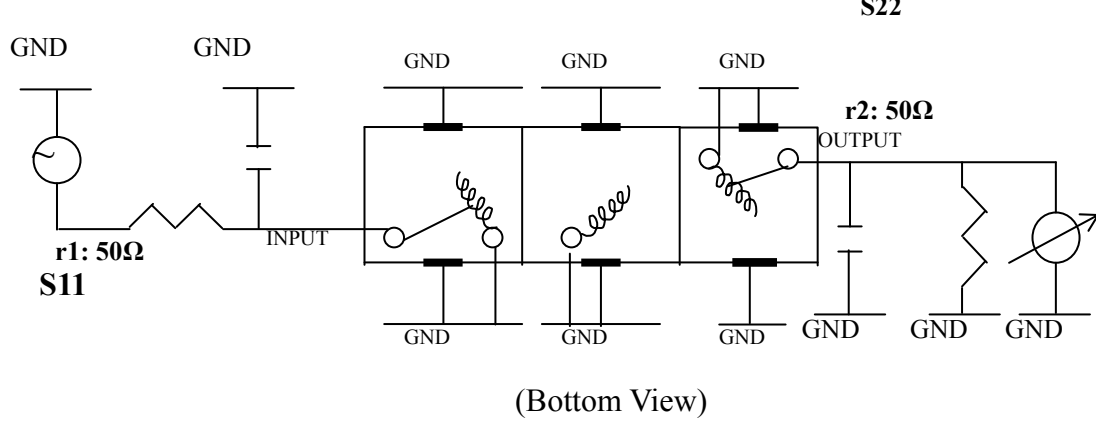 S22
GND
GND
GND
GND
GND
r2: 50Ω
OUTPUT
INPUT
r1: 50Ω
S11
GND
GND
GND
GND
GND
GND
(Bottom View)